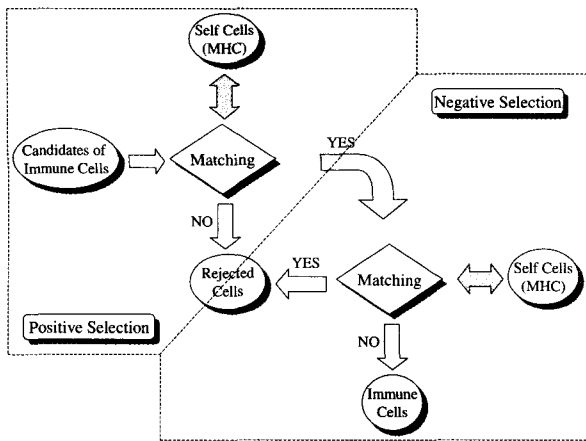 Self Cells
(MHC)
Negative Selection
Candidates of
Immune Cells
Matching
YES
NO
Rejected
Cells
YES
Matching
Self Cells
(MHC)
Positive Selection
NO
Immune
Cells